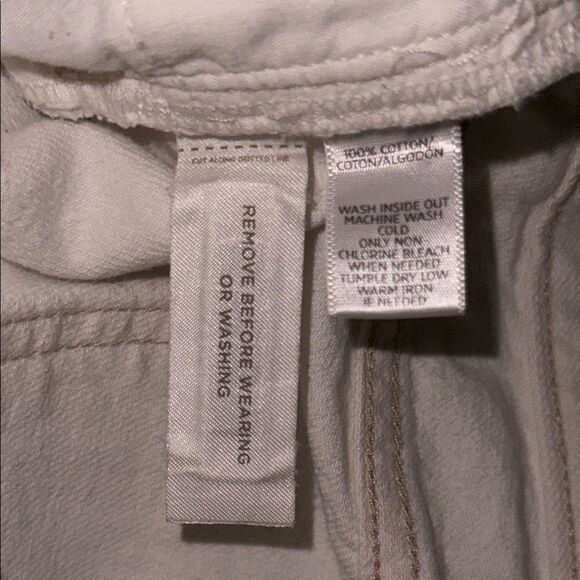 CUT ALONG DOTTED LINE
REMOVE BEFORE WEARING
OR WASHING
100% COTTON/
COTON/ALGODÓN
WASH INSIDE OUT
MACHINE WASH
COLD
ONLY NON-
CHLORINE BLEACH
WHEN NEEDED
TUMBLE DRY LOW
WARM IRON
IF NEEDED